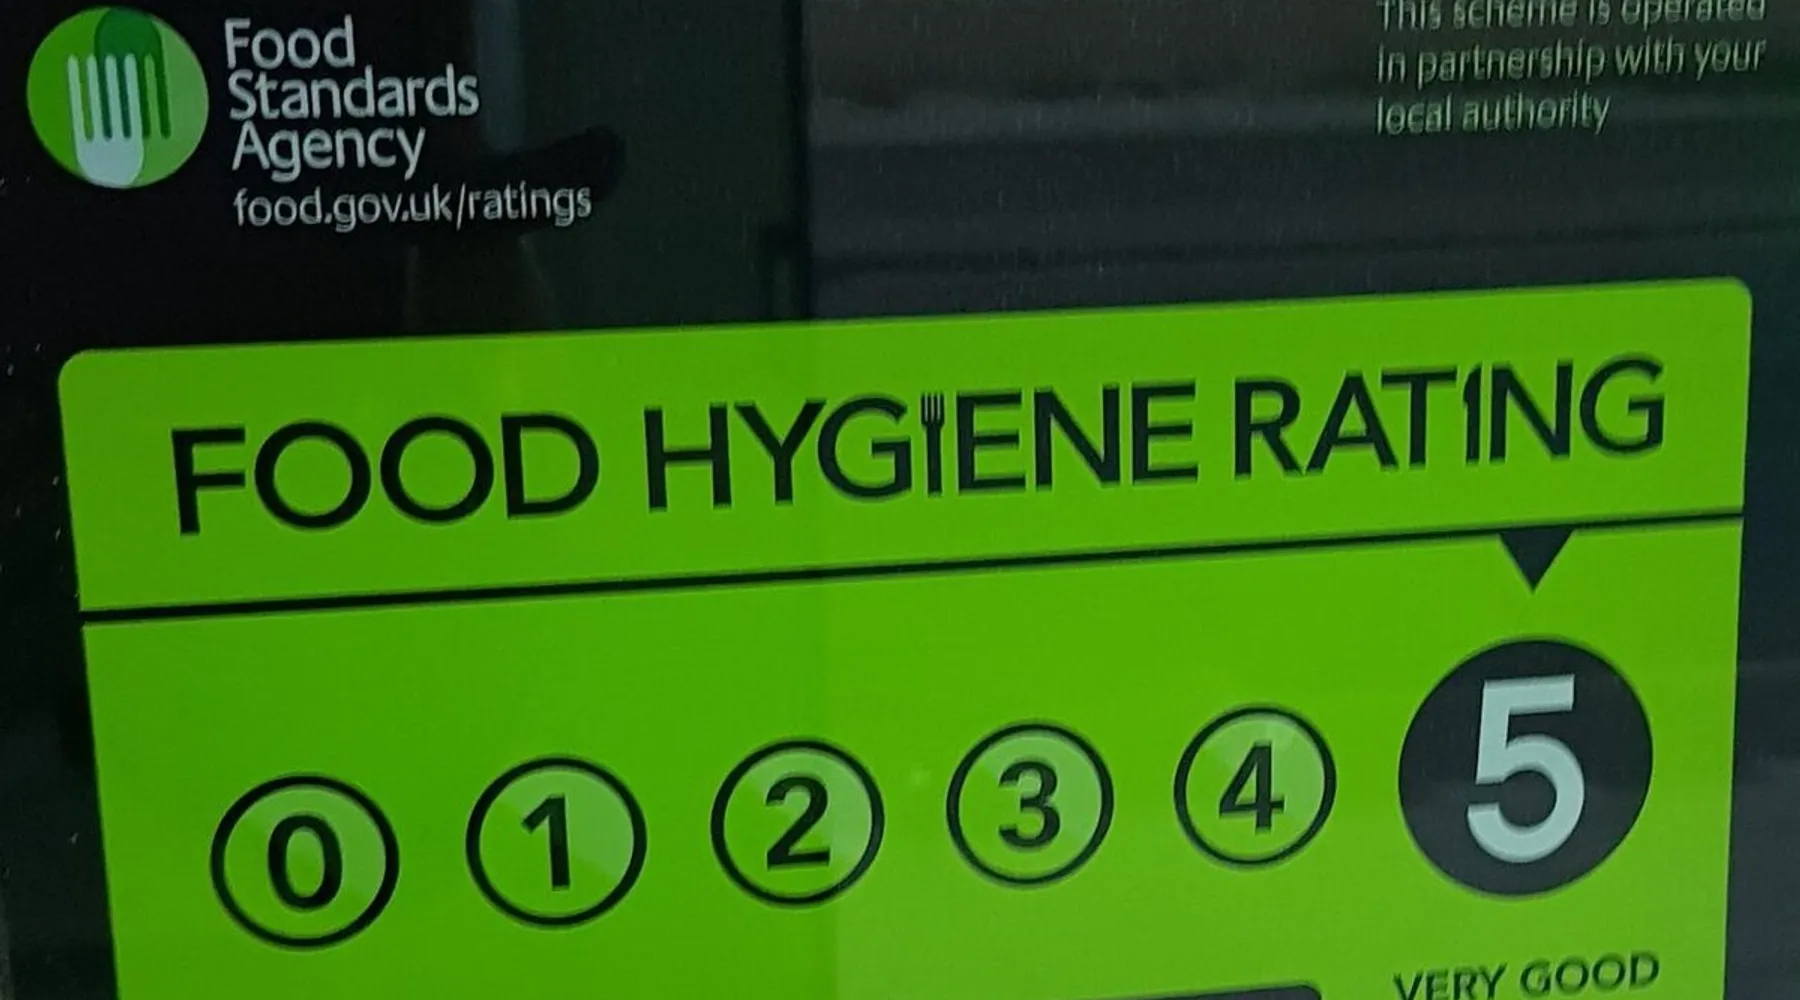 Food
Standards
Agency
food.gov.uk/ratings
This scheme is operated
in partnership with your
local authority
FOOD HYGIENE RATING
0 1 2 3 4 5
VERY GOOD